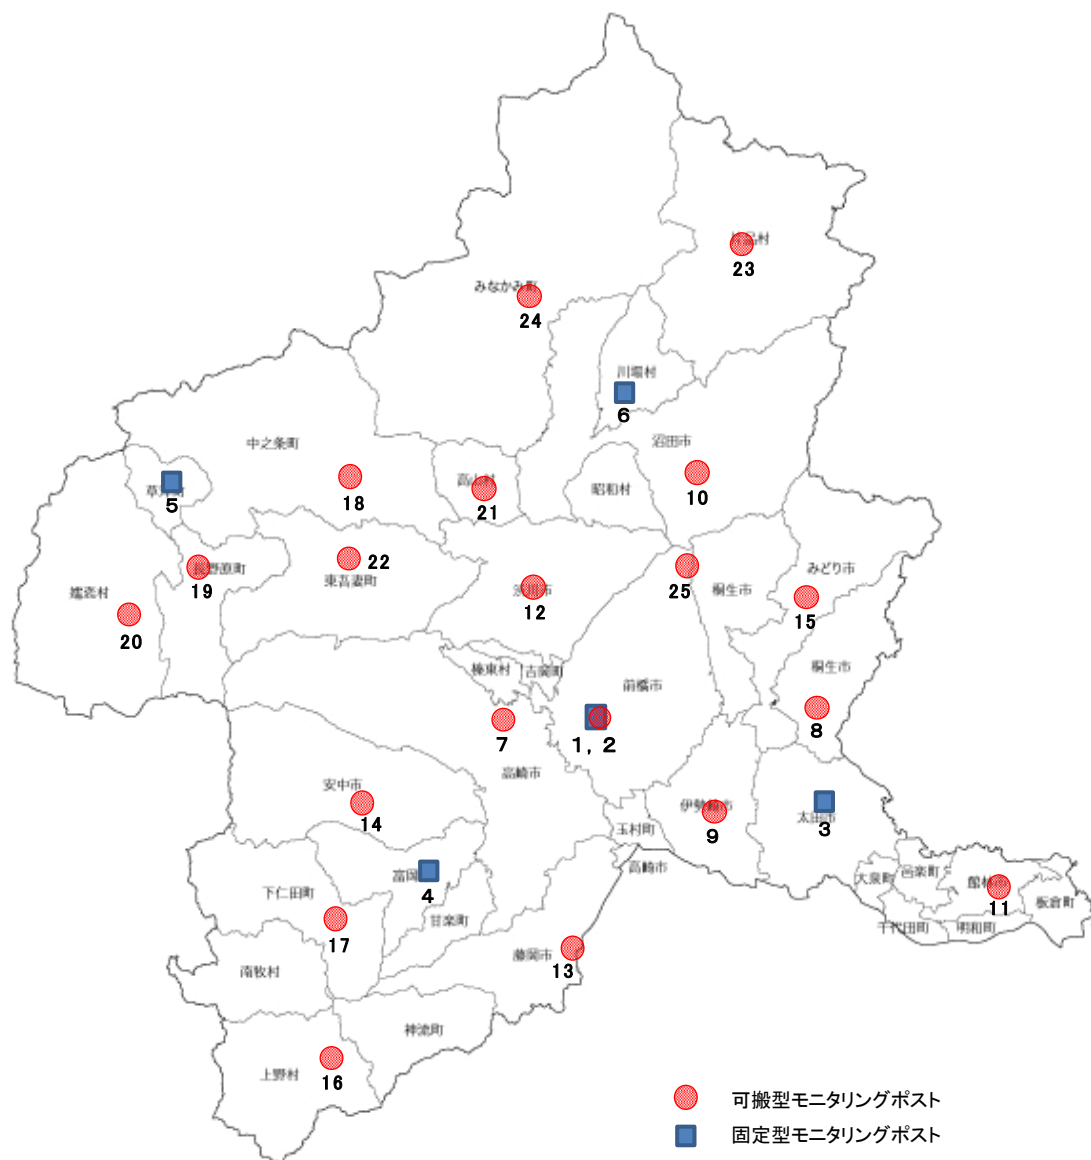 片品村
23
みなかみ町
24
川場村
6
中之条町
沼田市
高山村
昭和村
10
18
21
草津町
5
22
長野原町
19
東吾妻町
渋川市
12
25
桐生市
みどり市
15
嬬恋村
20
榛東村
吉岡町
前橋市
桐生市
7
1, 2
8
高崎市
安中市
14
伊勢崎市
9
玉村町
太田市
3
高崎市
富岡
4
下仁田町
甘楽町
大泉町
邑楽町
館林市
11
板倉町
17
千代田町
明和町
藤岡市
13
南牧村
神流町
上野村
16
可搬型モニタリングポスト
固定型モニタリングポスト